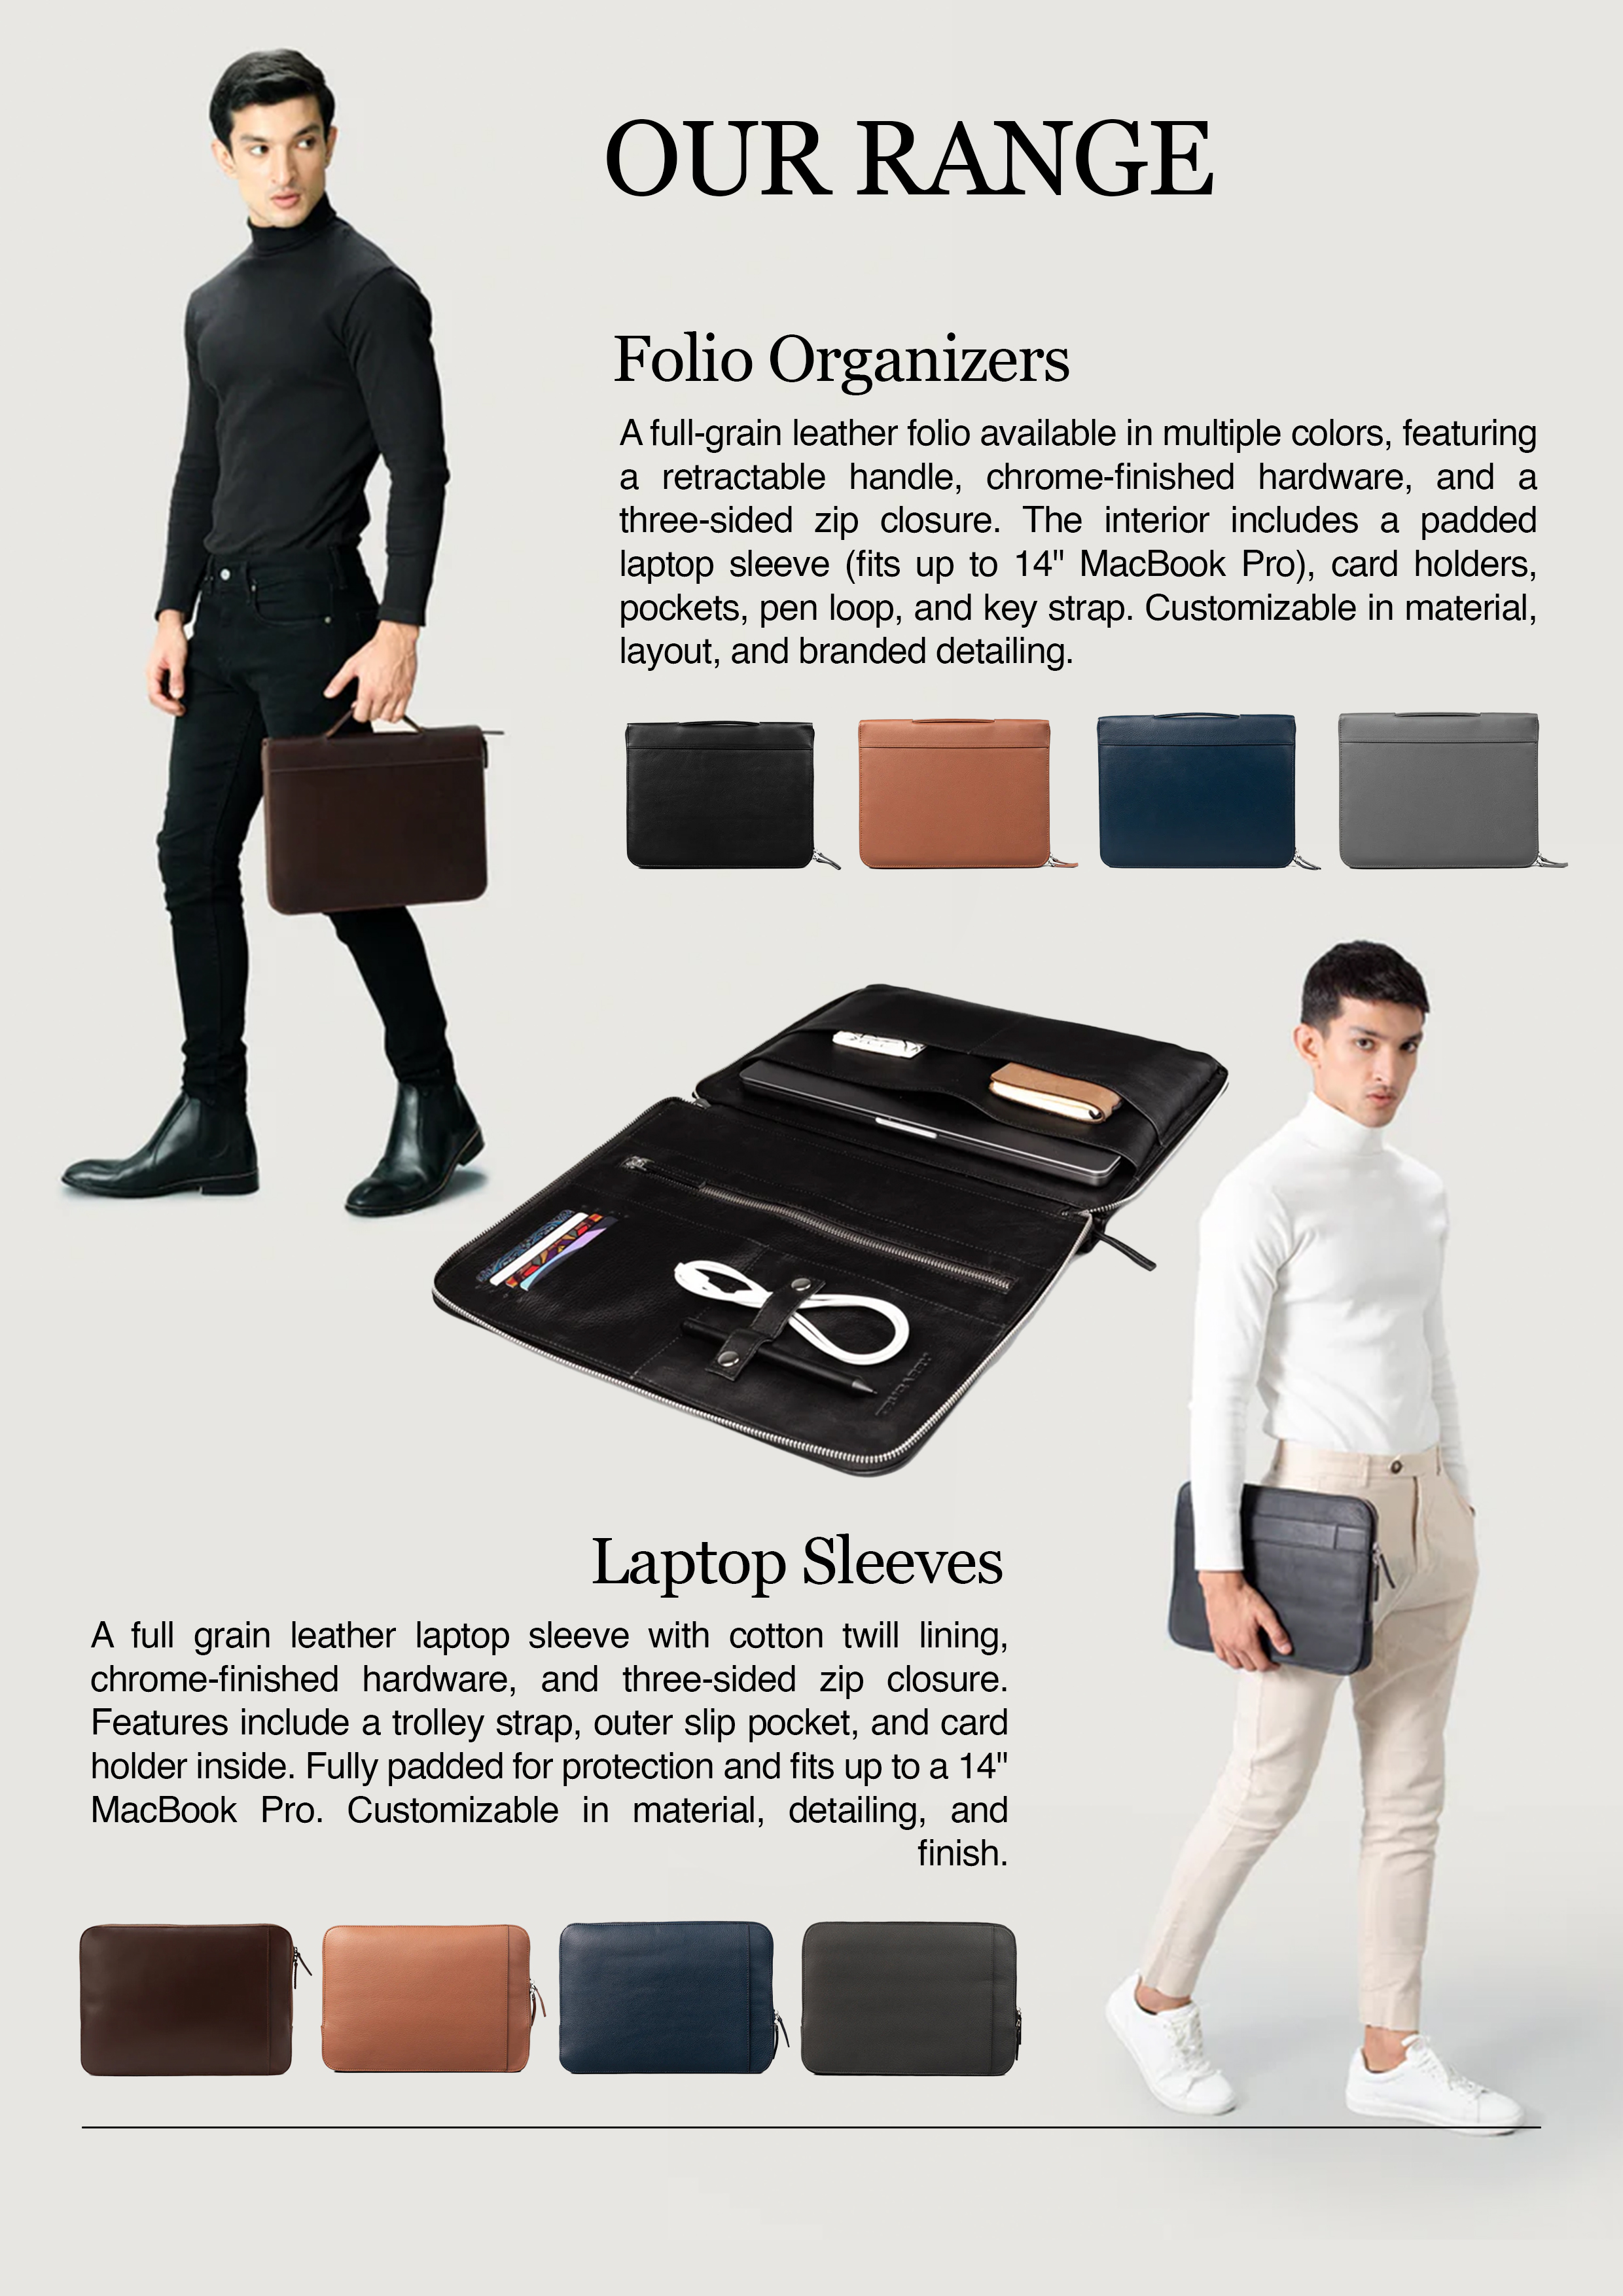 OUR RANGE
Folio Organizers
A full-grain leather folio available in multiple colors, featuring
a retractable handle, chrome-finished hardware, and a
three-sided zip closure. The interior includes a padded
laptop sleeve (fits up to 14" MacBook Pro), card holders,
pockets, pen loop, and key strap. Customizable in material,
layout, and branded detailing.
Laptop Sleeves
A full grain leather laptop sleeve with cotton twill lining,
chrome-finished hardware, and three-sided zip closure.
Features include a trolley strap, outer slip pocket, and card
holder inside. Fully padded for protection and fits up to a 14"
MacBook Pro. Customizable in material, detailing, and
finish.